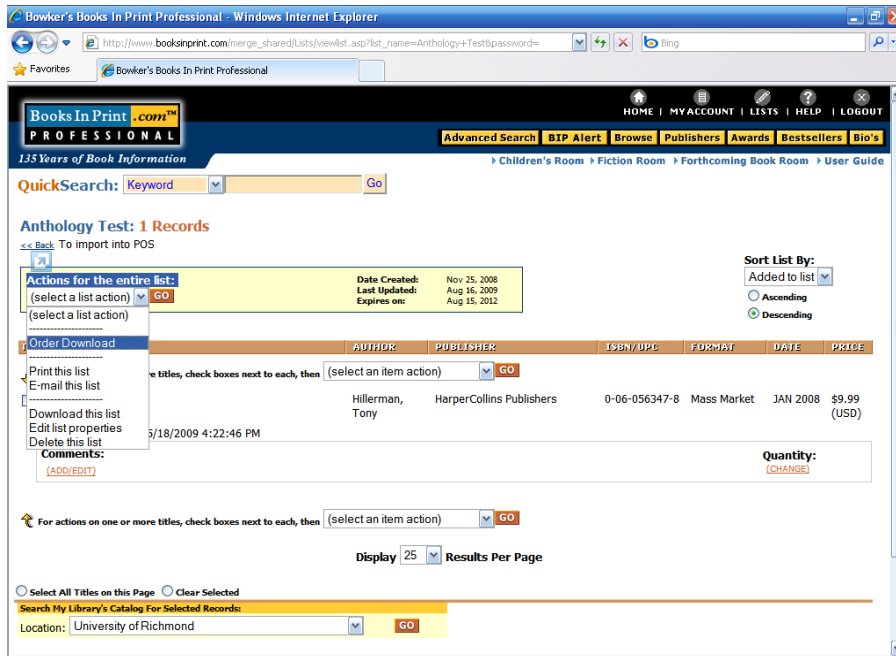 Bowker's Books In Print Professional - Windows Internet Explorer
http://www.booksinprint.com/merge_shared/Lists/viewlist.asp?list_name=Anthology+Test&password=
Bing
Favorites
Bowker's Books In Print Professional
Books In Print .com™
PROFESSIONAL
HOME | MY ACCOUNT | LISTS | HELP | LOGOUT
Advanced Search BIP Alert Browse Publishers Awards Bestsellers Bio's
135 Years of Book Information
Children's Room Fiction Room Forthcoming Book Room User Guide
QuickSearch: Keyword Go
Anthology Test: 1 Records
<< Back To import into POS
Sort List By:
Added to list
Ascending
Descending
Actions for the entire list:
(select a list action) GO
Date Created: Nov 25, 2008
Last Updated: Aug 16, 2009
Expires on: Aug 15, 2012
(select a list action)
---------------------
Order Download
---------------------
Print this list
E-mail this list
---------------------
Download this list
Edit list properties
Delete this list
AUTHOR PUBLISHER ISBN/UPC FORMAT DATE PRICE
e titles, check boxes next to each, then (select an item action) GO
Hillerman, Tony HarperCollins Publishers 0-06-056347-8 Mass Market JAN 2008 $9.99 (USD)
5/18/2009 4:22:46 PM
Comments:
(ADD/EDIT)
Quantity:
(CHANGE)
For actions on one or more titles, check boxes next to each, then (select an item action) GO
Display 25 Results Per Page
Select All Titles on this Page Clear Selected
Search My Library's Catalog For Selected Records:
Location: University of Richmond GO